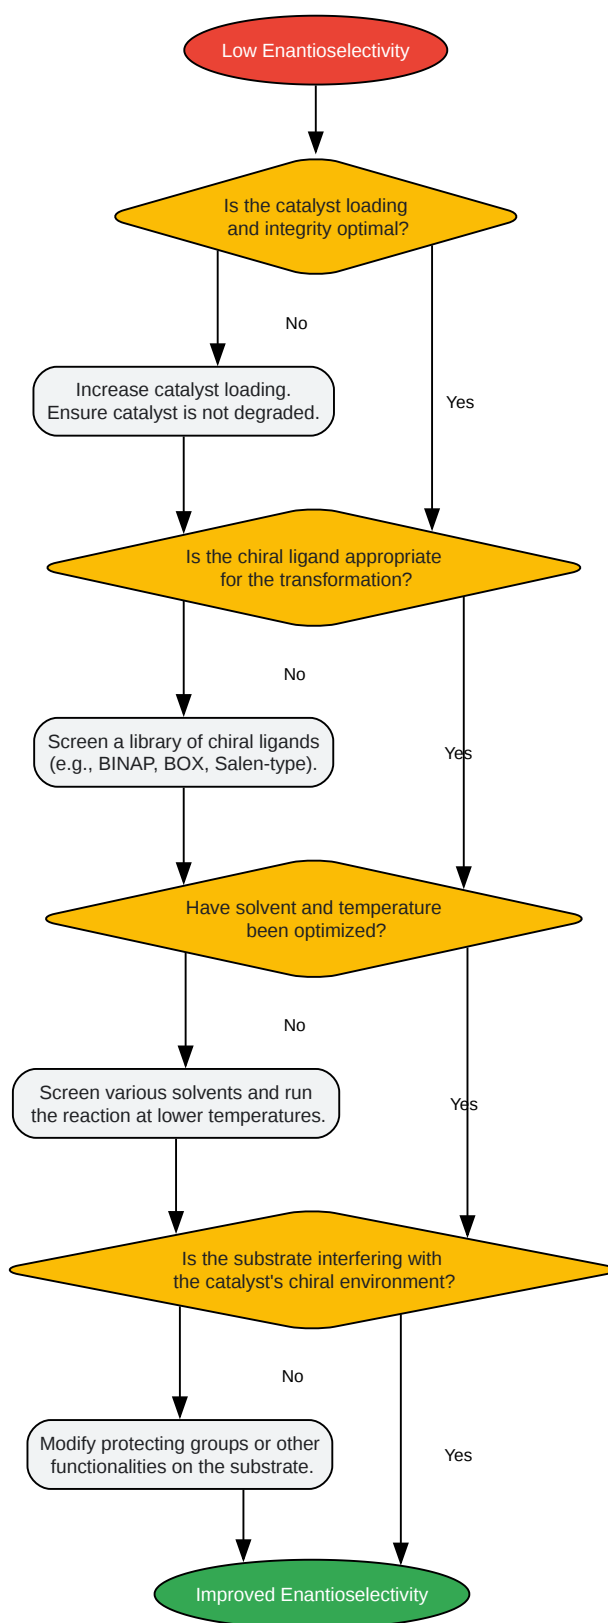 Low Enantioselectivity
Is the catalyst loading
and integrity optimal?
No
Increase catalyst loading.
Ensure catalyst is not degraded.
Yes
Is the chiral ligand appropriate
for the transformation?
No
Screen a library of chiral ligands
(e.g., BINAP, BOX, Salen-type).
Yes
Have solvent and temperature
been optimized?
No
Screen various solvents and run
the reaction at lower temperatures.
Yes
Is the substrate interfering with
the catalyst's chiral environment?
No
Modify protecting groups or other
functionalities on the substrate.
Yes
Improved Enantioselectivity